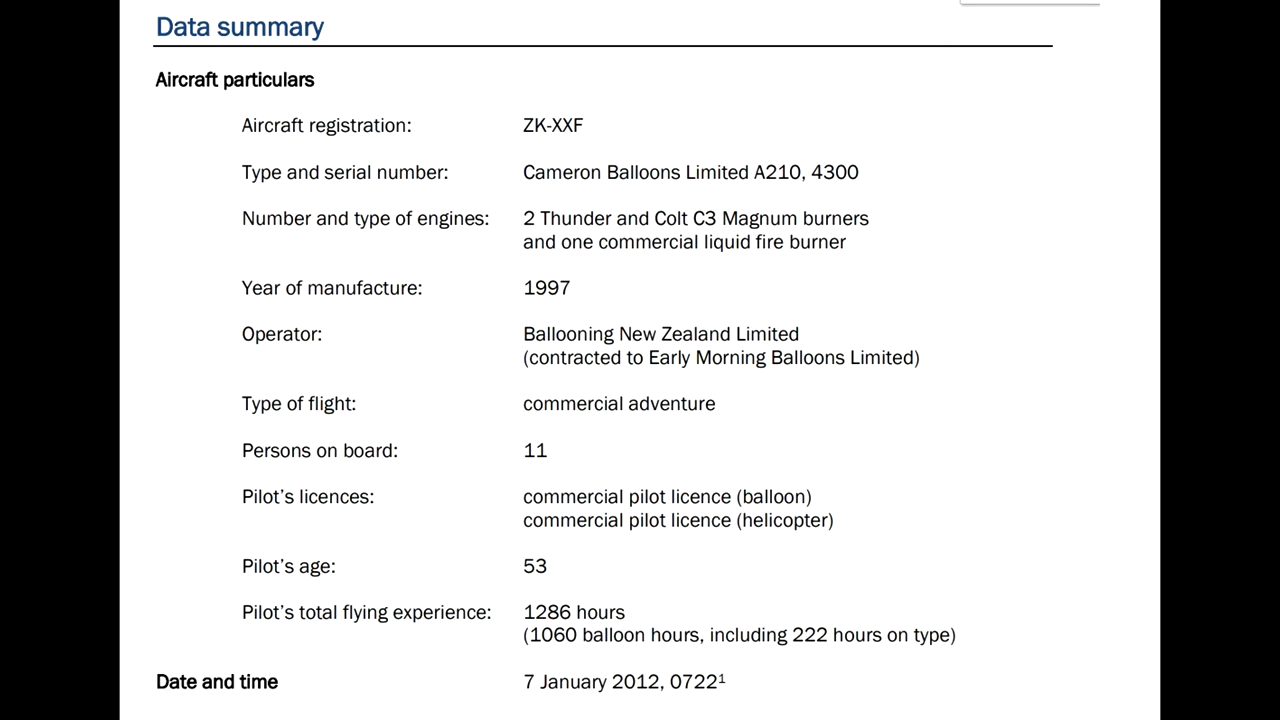 Data summary
Aircraft particulars
Aircraft registration: ZK-XXF
Type and serial number: Cameron Balloons Limited A210, 4300
Number and type of engines: 2 Thunder and Colt C3 Magnum burners
and one commercial liquid fire burner
Year of manufacture: 1997
Operator: Ballooning New Zealand Limited
(contracted to Early Morning Balloons Limited)
Type of flight: commercial adventure
Persons on board: 11
Pilot’s licences: commercial pilot licence (balloon)
commercial pilot licence (helicopter)
Pilot’s age: 53
Pilot’s total flying experience: 1286 hours
(1060 balloon hours, including 222 hours on type)
Date and time 7 January 2012, 0722¹